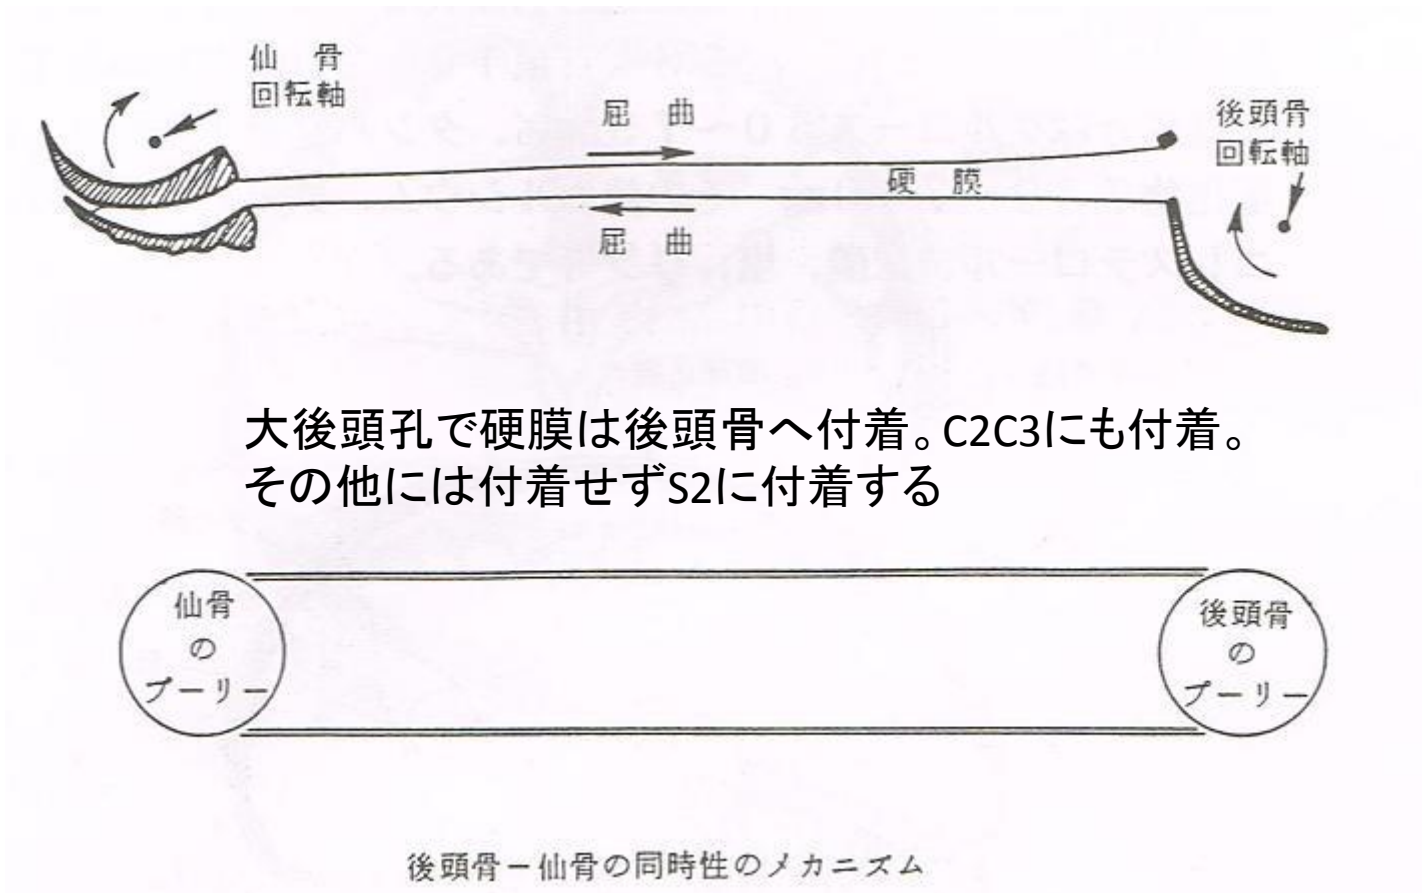 仙 骨
回転軸
屈 曲
後頭骨
回転軸
硬 膜
屈 曲
大後頭孔で硬膜は後頭骨へ付着。C2C3にも付着。
その他には付着せずS2に付着する
仙骨
の
プーリー
後頭骨
の
プーリー
後頭骨－仙骨の同時性のメカニズム